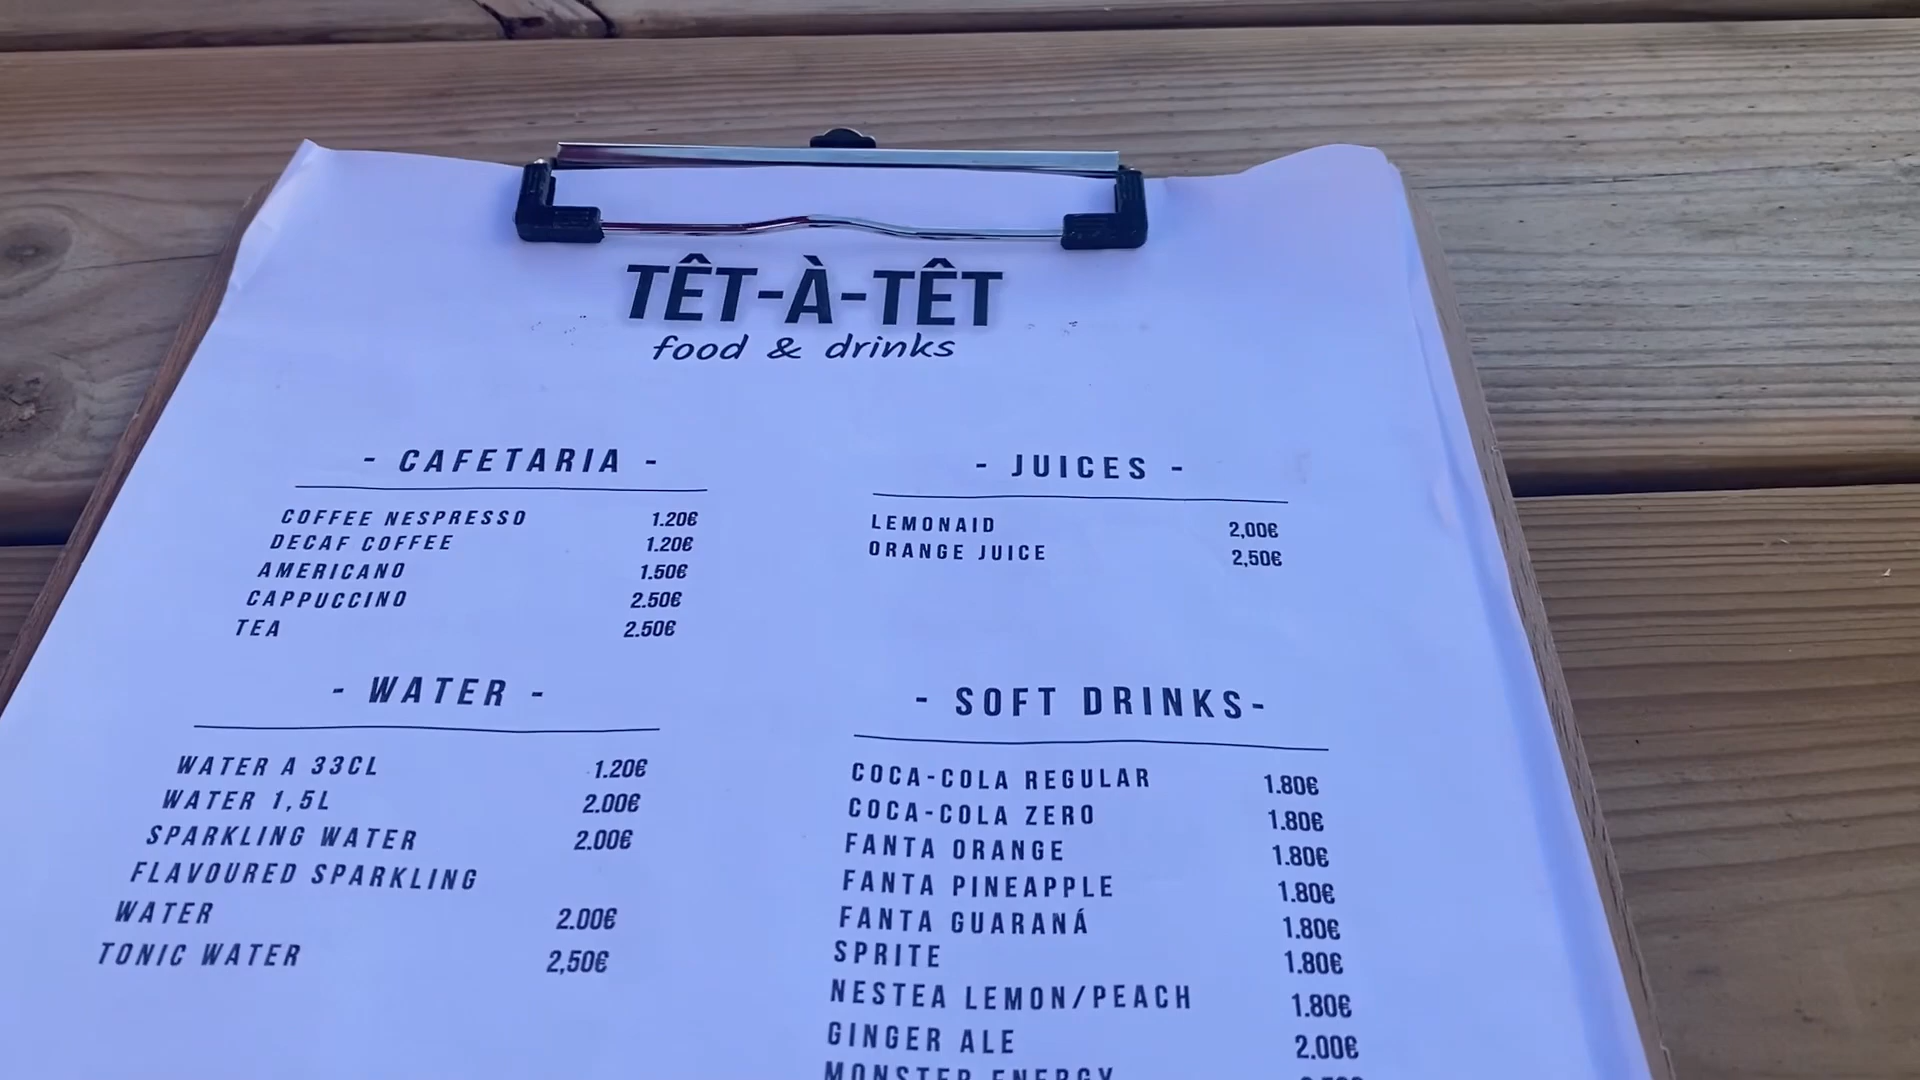 TÊT-À-TÊT
food & drinks
- CAFETARIA -
COFFEE NESPRESSO 1.20€
DECAF COFFEE 1.20€
AMERICANO 1.50€
CAPPUCCINO 2.50€
TEA 2.50€
- WATER -
WATER A 33CL 1.20€
WATER 1,5L 2.00€
SPARKLING WATER 2.00€
FLAVOURED SPARKLING
WATER 2.00€
TONIC WATER 2,50€
- JUICES -
LEMONAID 2,00€
ORANGE JUICE 2,50€
- SOFT DRINKS-
COCA-COLA REGULAR 1.80€
COCA-COLA ZERO 1.80€
FANTA ORANGE 1.80€
FANTA PINEAPPLE 1.80€
FANTA GUARANÁ 1.80€
SPRITE 1.80€
NESTEA LEMON/PEACH 1.80€
GINGER ALE 2.00€
MONSTER ENERGY